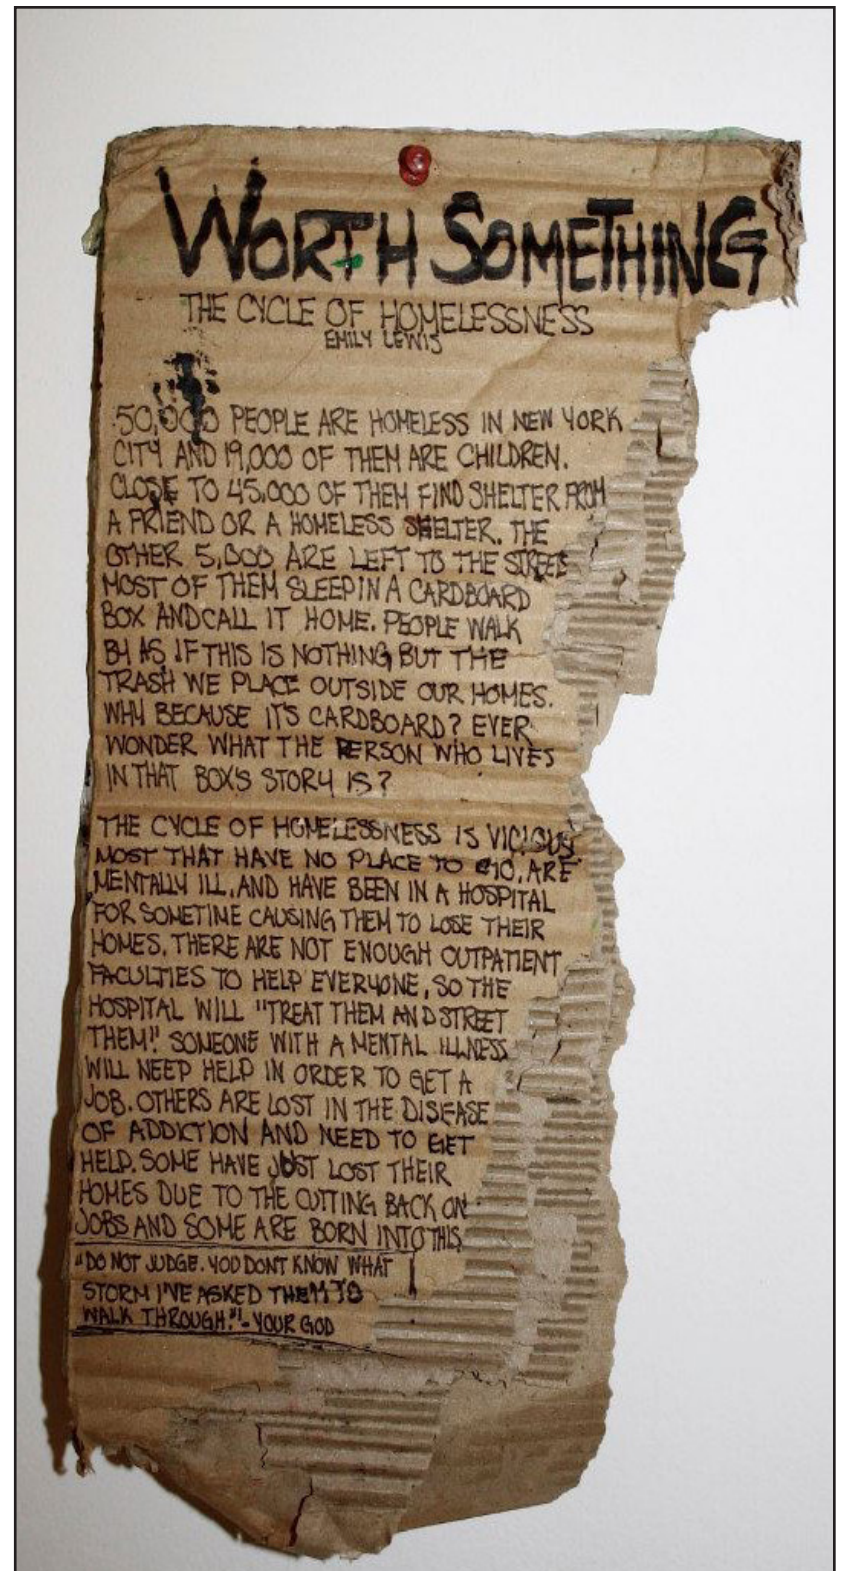 WORTH SOMETHING
THE CYCLE OF HOMELESSNESS
EMILY LEWIS
50,000 PEOPLE ARE HOMELESS IN NEW YORK
CITY AND 19,000 OF THEM ARE CHILDREN.
CLOSE TO 45,000 OF THEM FIND SHELTER FROM
A FRIEND OR A HOMELESS SHELTER. THE
OTHER 5,000 ARE LEFT TO THE STREETS
MOST OF THEM SLEEP IN A CARDBOARD
BOX AND CALL IT HOME. PEOPLE WALK
BY AS IF THIS IS NOTHING BUT THE
TRASH WE PLACE OUTSIDE OUR HOMES.
WHY BECAUSE IT'S CARDBOARD? EVER
WONDER WHAT THE PERSON WHO LIVES
IN THAT BOX'S STORY IS?
THE CYCLE OF HOMELESSNESS IS VICIOUS
MOST THAT HAVE NO PLACE TO GO, ARE
MENTALLY ILL, AND HAVE BEEN IN A HOSPITAL
FOR SOMETIME CAUSING THEM TO LOSE THEIR
HOMES. THERE ARE NOT ENOUGH OUTPATIENT
FACULTIES TO HELP EVERYONE, SO THE
HOSPITAL WILL "TREAT THEM AND STREET
THEM". SOMEONE WITH A MENTAL ILLNESS
WILL NEEP HELP IN ORDER TO GET A
JOB. OTHERS ARE LOST IN THE DISEASE
OF ADDICTION AND NEED TO GET
HELP. SOME HAVE JUST LOST THEIR
HOMES DUE TO THE CUTTING BACK ON
JOBS AND SOME ARE BORN INTO THIS.
"DO NOT JUDGE. YOU DONT KNOW WHAT
STORM I'VE ASKED THEM TO
WALK THROUGH."- YOUR GOD